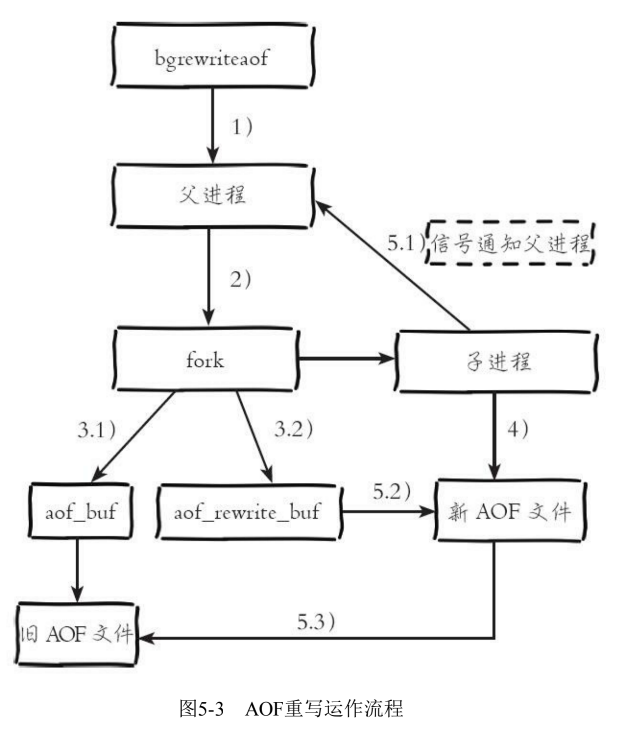 bgrewriteaof
1)
父进程
5.1)
信号通知父进程
2)
fork
子进程
3.1)
3.2)
4)
aof_buf
aof_rewrite_buf
5.2)
新 AOF 文件
旧 AOF 文件
5.3)
图5-3 AOF重写运作流程